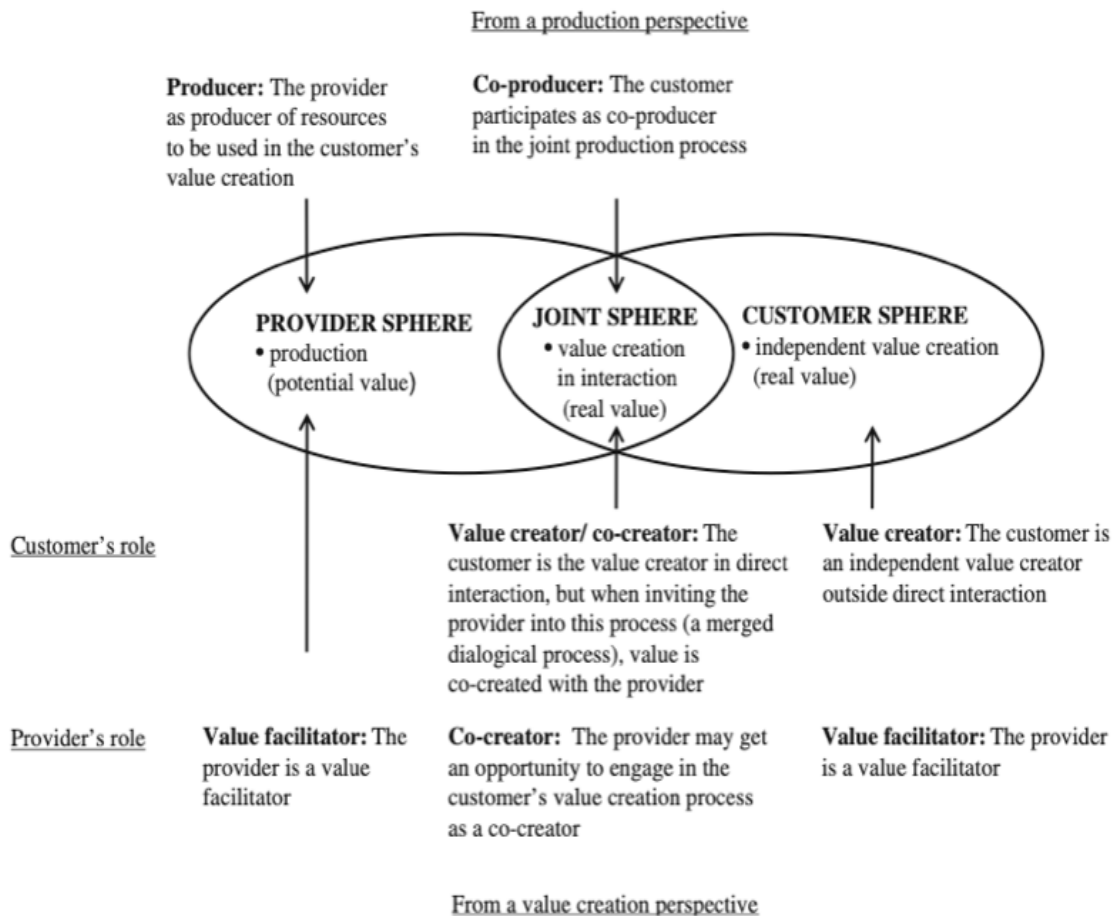 From a production perspective
Producer: The provider
as producer of resources
to be used in the customer's
value creation
Co-producer: The customer
participates as co-producer
in the joint production process
PROVIDER SPHERE
• production
(potential value)
JOINT SPHERE
• value creation
in interaction
(real value)
CUSTOMER SPHERE
• independent value creation
(real value)
Customer's role
Value creator/ co-creator: The
customer is the value creator in direct
interaction, but when inviting the
provider into this process (a merged
dialogical process), value is
co-created with the provider
Value creator: The customer is
an independent value creator
outside direct interaction
Provider's role
Value facilitator: The
provider is a value
facilitator
Co-creator: The provider may get
an opportunity to engage in the
customer's value creation process
as a co-creator
Value facilitator: The provider
is a value facilitator
From a value creation perspective